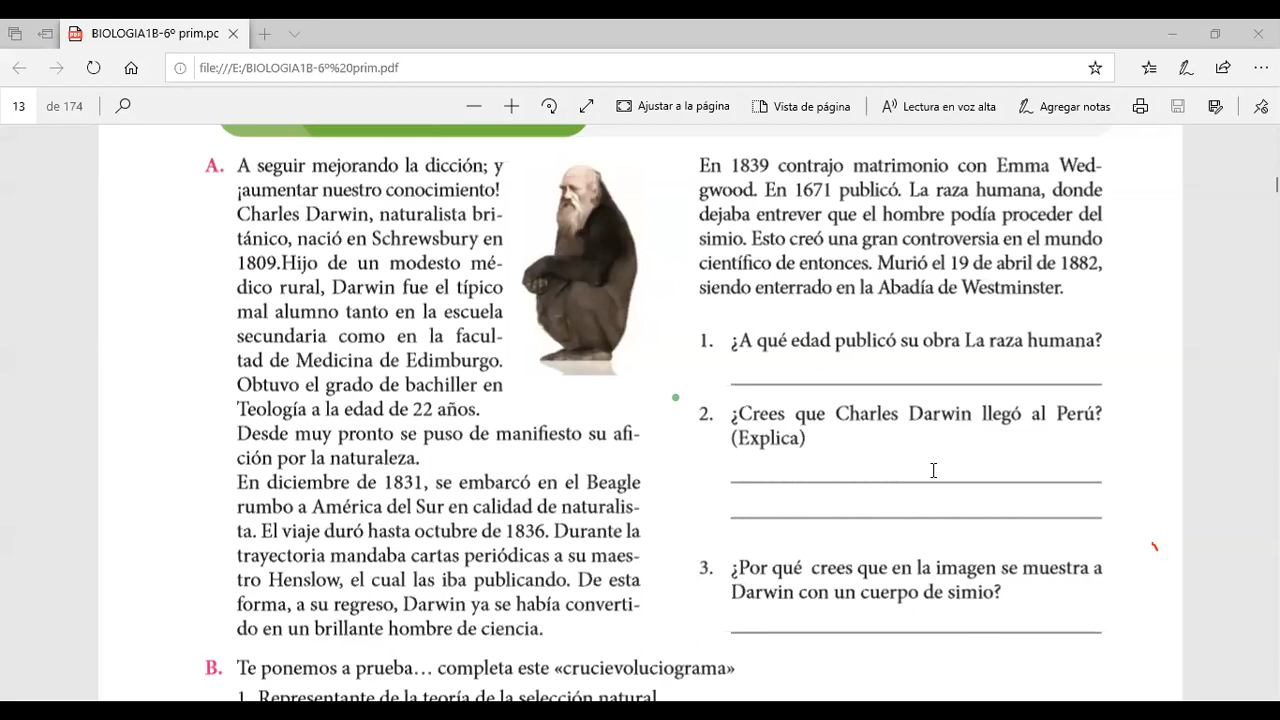 BIOLOGIA1B-6º prim.pc
file:///E:/BIOLOGIA1B-6º%20prim.pdf
13 de 174
Ajustar a la página
Vista de página
Lectura en voz alta
Agregar notas
A. A seguir mejorando la dicción; y
¡aumentar nuestro conocimiento!
Charles Darwin, naturalista bri-
tánico, nació en Schrewsbury en
1809.Hijo de un modesto mé-
dico rural, Darwin fue el típico
mal alumno tanto en la escuela
secundaria como en la facul-
tad de Medicina de Edimburgo.
Obtuvo el grado de bachiller en
Teología a la edad de 22 años.
Desde muy pronto se puso de manifiesto su afi-
ción por la naturaleza.
En diciembre de 1831, se embarcó en el Beagle
rumbo a América del Sur en calidad de naturalis-
ta. El viaje duró hasta octubre de 1836. Durante la
trayectoria mandaba cartas periódicas a su maes-
tro Henslow, el cual las iba publicando. De esta
forma, a su regreso, Darwin ya se había converti-
do en un brillante hombre de ciencia.
En 1839 contrajo matrimonio con Emma Wed-
gwood. En 1671 publicó. La raza humana, donde
dejaba entrever que el hombre podía proceder del
simio. Esto creó una gran controversia en el mundo
científico de entonces. Murió el 19 de abril de 1882,
siendo enterrado en la Abadía de Westminster.
1. ¿A qué edad publicó su obra La raza humana?
2. ¿Crees que Charles Darwin llegó al Perú?
(Explica)
3. ¿Por qué crees que en la imagen se muestra a
Darwin con un cuerpo de simio?
B. Te ponemos a prueba… completa este «crucievoluciograma»
1. Representante de la teoría de la selección natural